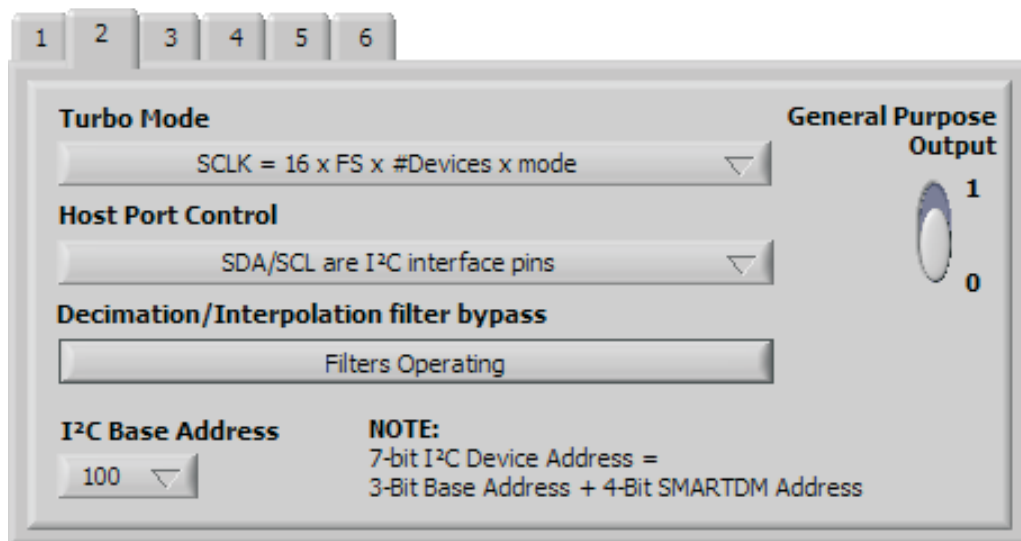 1 2 3 4 5 6
Turbo Mode
SCLK = 16 x FS x #Devices x mode
Host Port Control
SDA/SCL are I²C interface pins
Decimation/Interpolation filter bypass
Filters Operating
I²C Base Address
100
NOTE:
7-bit I²C Device Address =
3-Bit Base Address + 4-Bit SMARTDM Address
General Purpose
Output
1
0